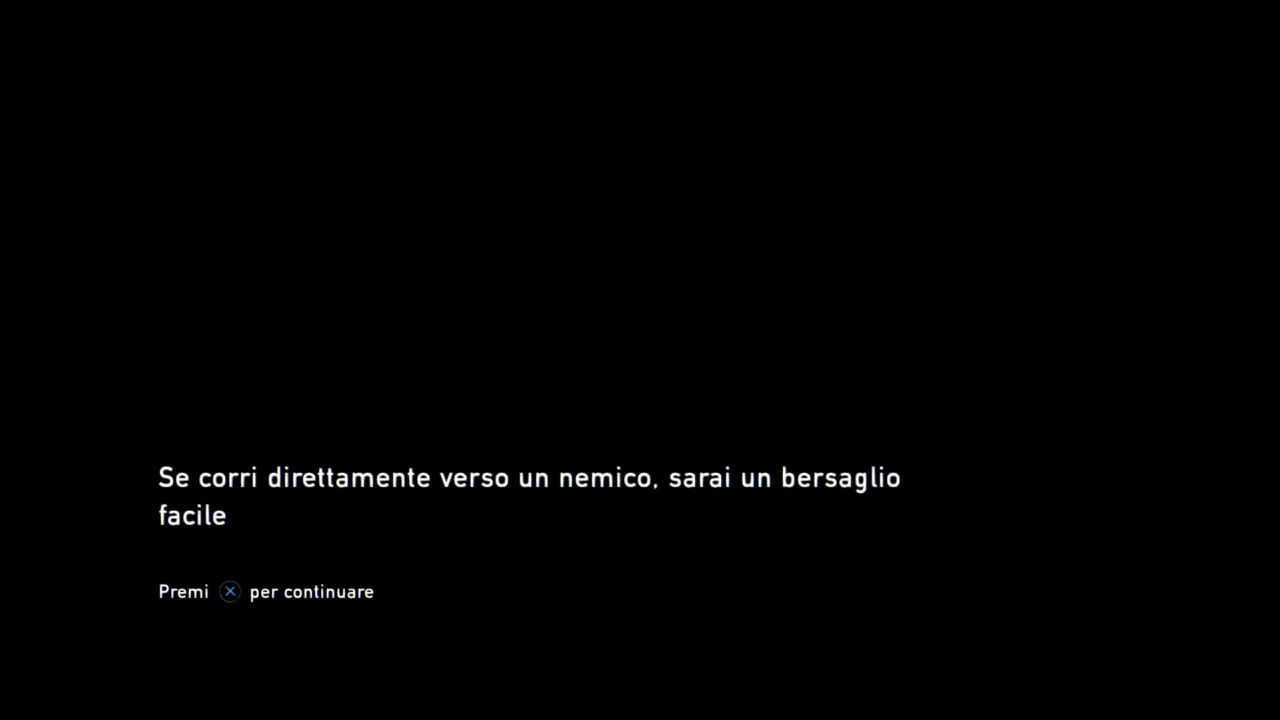 Se corri direttamente verso un nemico, sarai un bersaglio
facile
Premi ⓧ per continuare